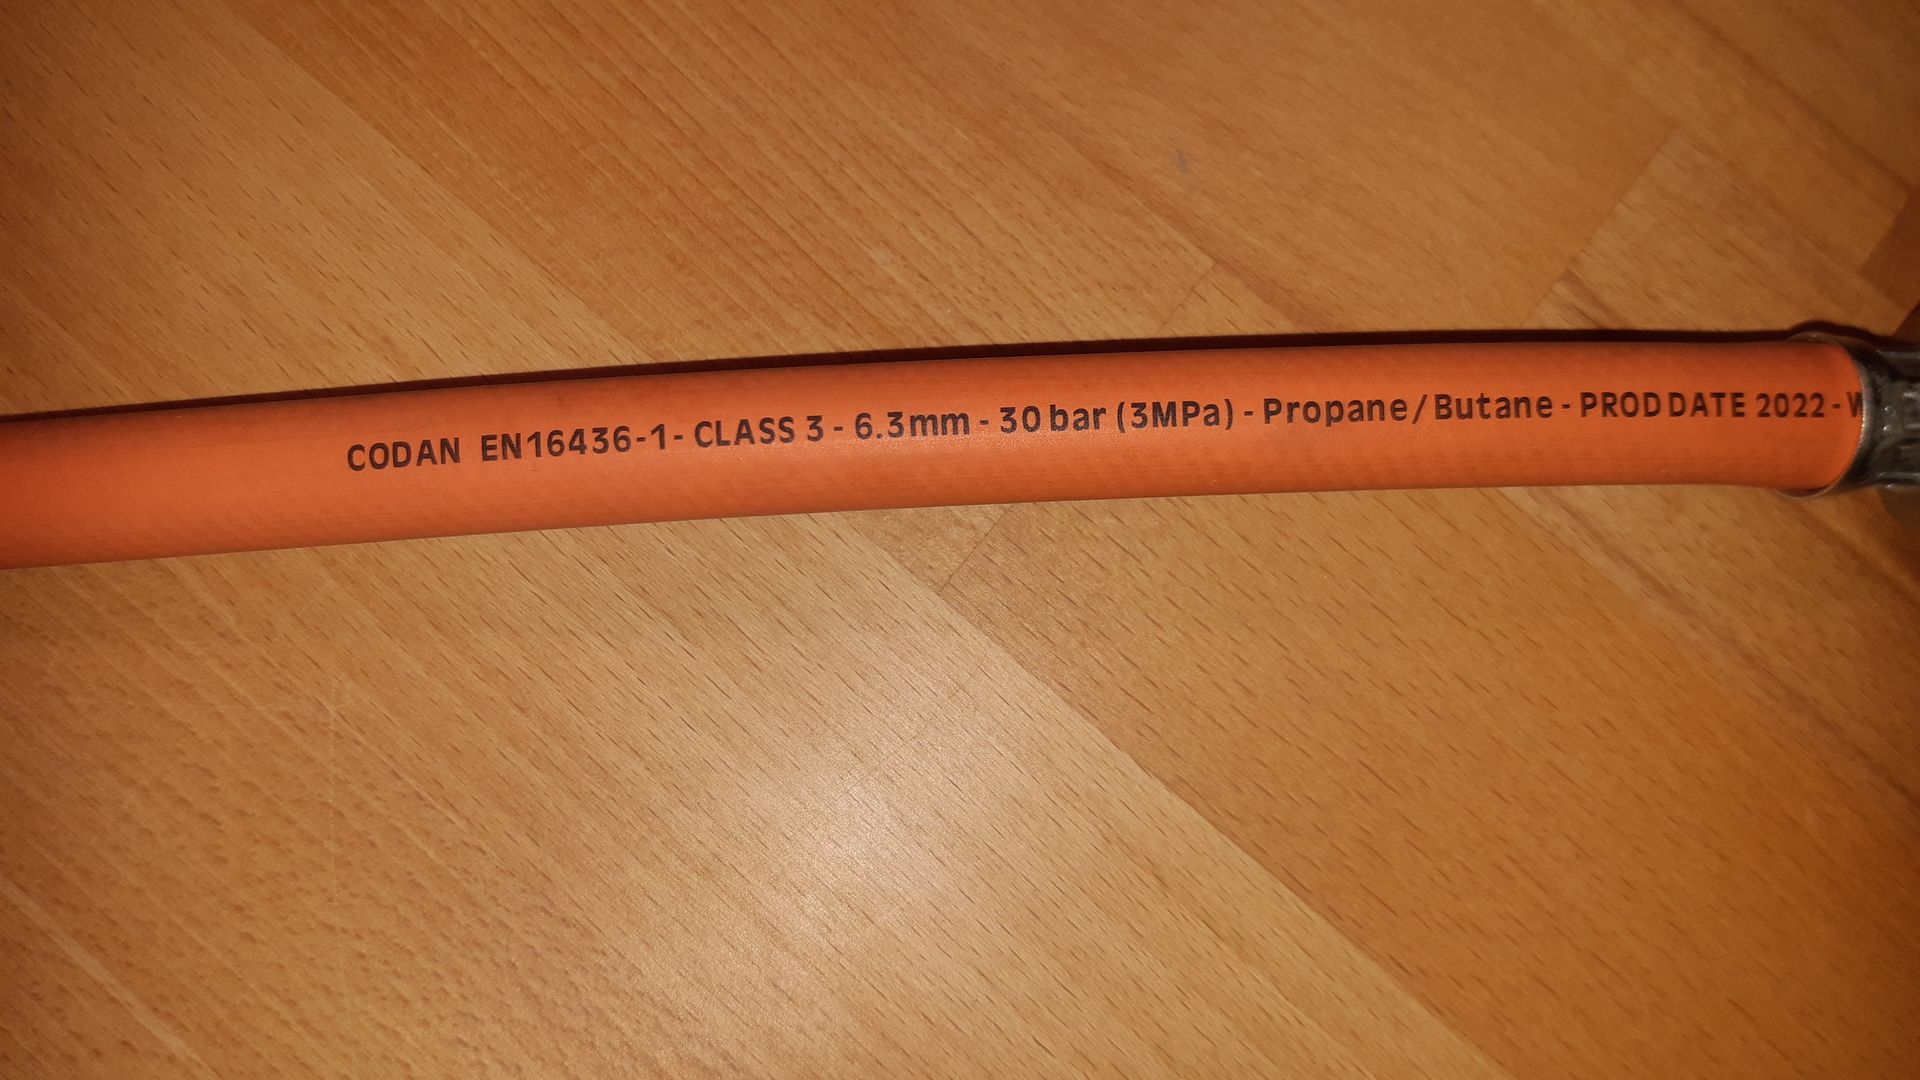 CODAN EN16436-1 - CLASS 3 - 6.3mm - 30 bar (3MPa) - Propane/Butane - PROD DATE 2022 -